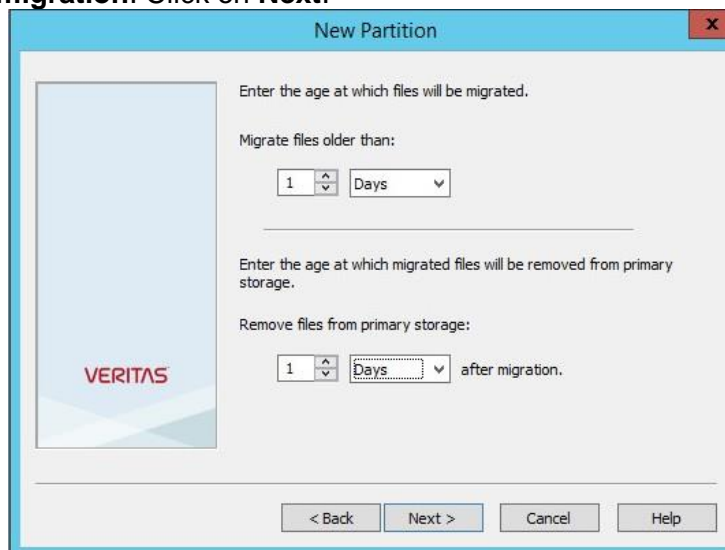 migration. Click on Next.
New Partition
x
Enter the age at which files will be migrated.
Migrate files older than:
1 Days
Enter the age at which migrated files will be removed from primary
storage.
Remove files from primary storage:
1 Days after migration.
VERITAS
< Back Next > Cancel Help